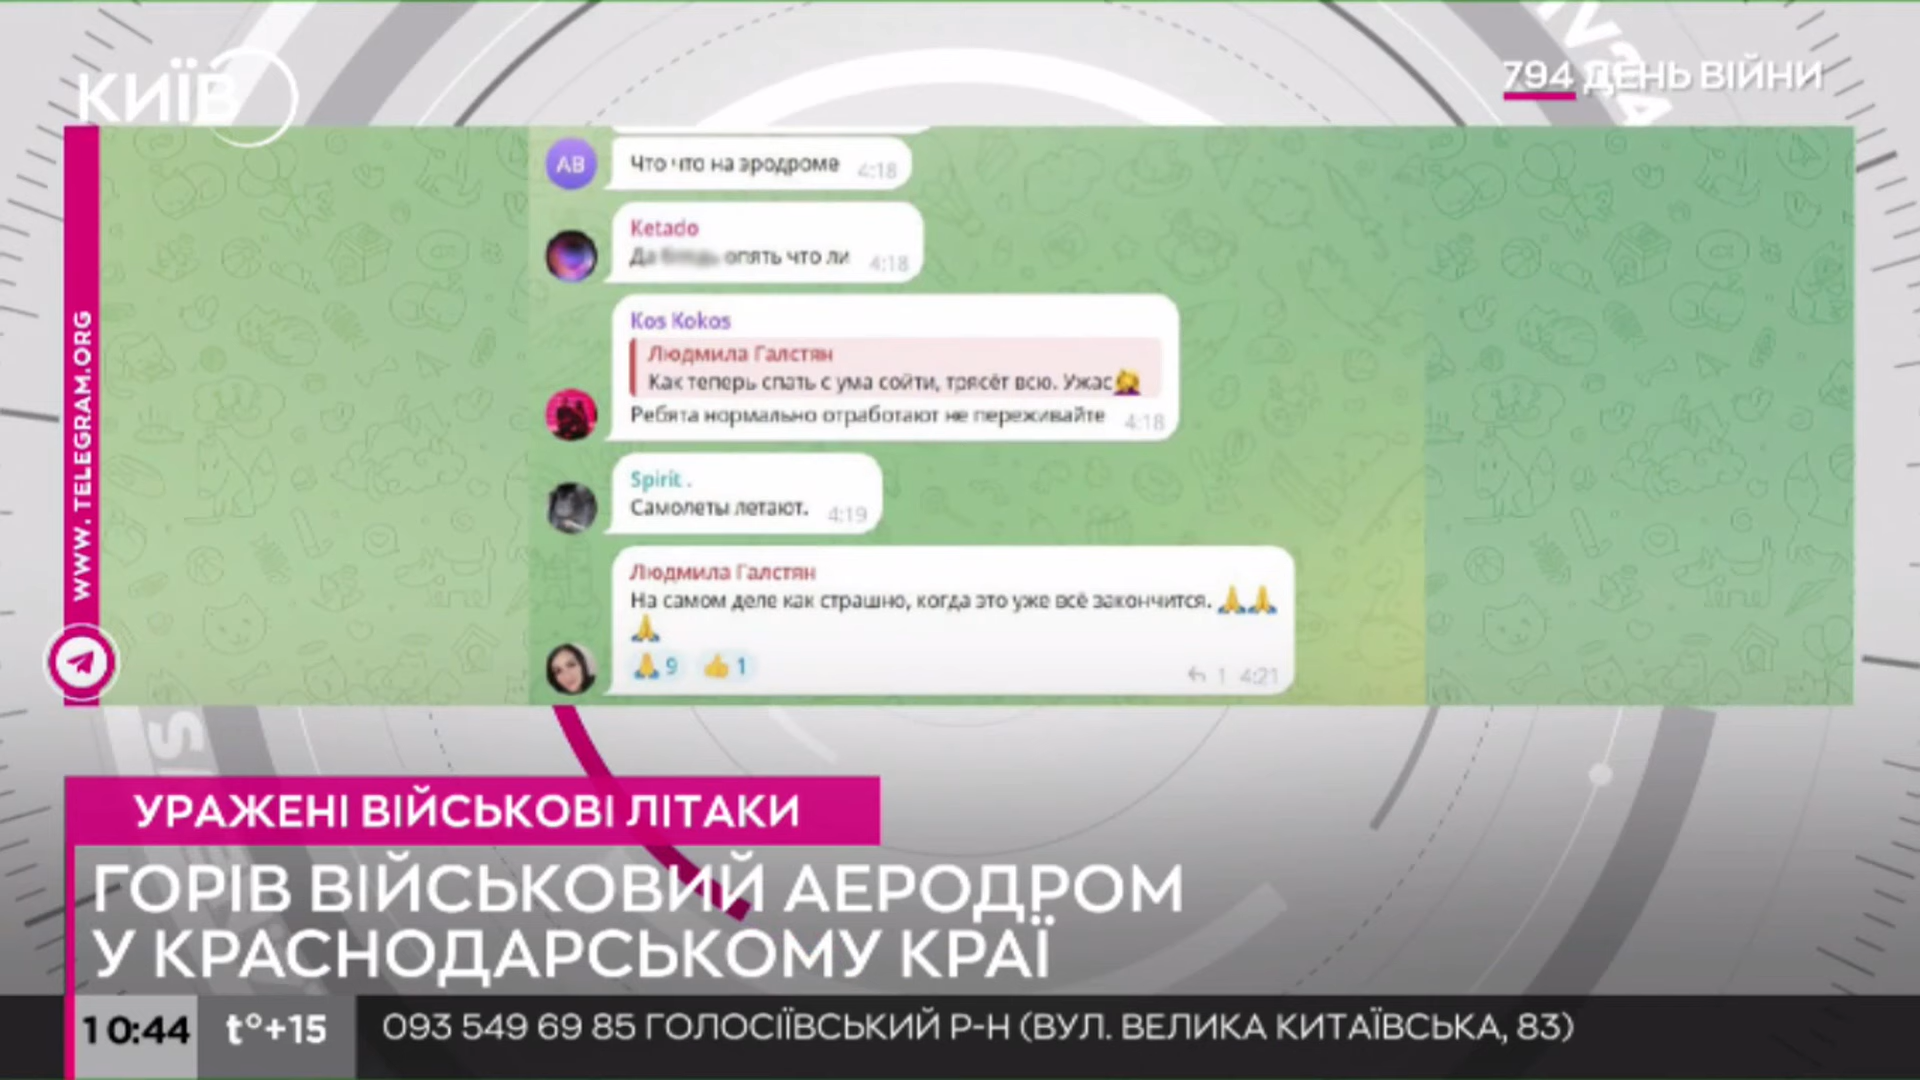 КИЇВ
794 ДЕНЬ ВІЙНИ
WWW.TELEGRAM.ORG
АВ
Что что на эродроме 4:18
Ketado
Да опять что ли 4:18
Kos Kokos
Людмила Галстян
Как теперь спать с ума сойти, трясёт всю. Ужас🤦
Ребята нормально отработают не переживайте 4:18
Spirit .
Самолеты летают. 4:19
Людмила Галстян
На самом деле как страшно, когда это уже всё закончится. 🙏🙏
🙏
🙏 9 👍 1 1 4:21
УРАЖЕНІ ВІЙСЬКОВІ ЛІТАКИ
ГОРІВ ВІЙСЬКОВИЙ АЕРОДРОМ
У КРАСНОДАРСЬКОМУ КРАЇ
10:44 t°+15 093 549 69 85 ГОЛОСІЇВСЬКИЙ Р-Н (ВУЛ. ВЕЛИКА КИТАЇВСЬКА, 83)